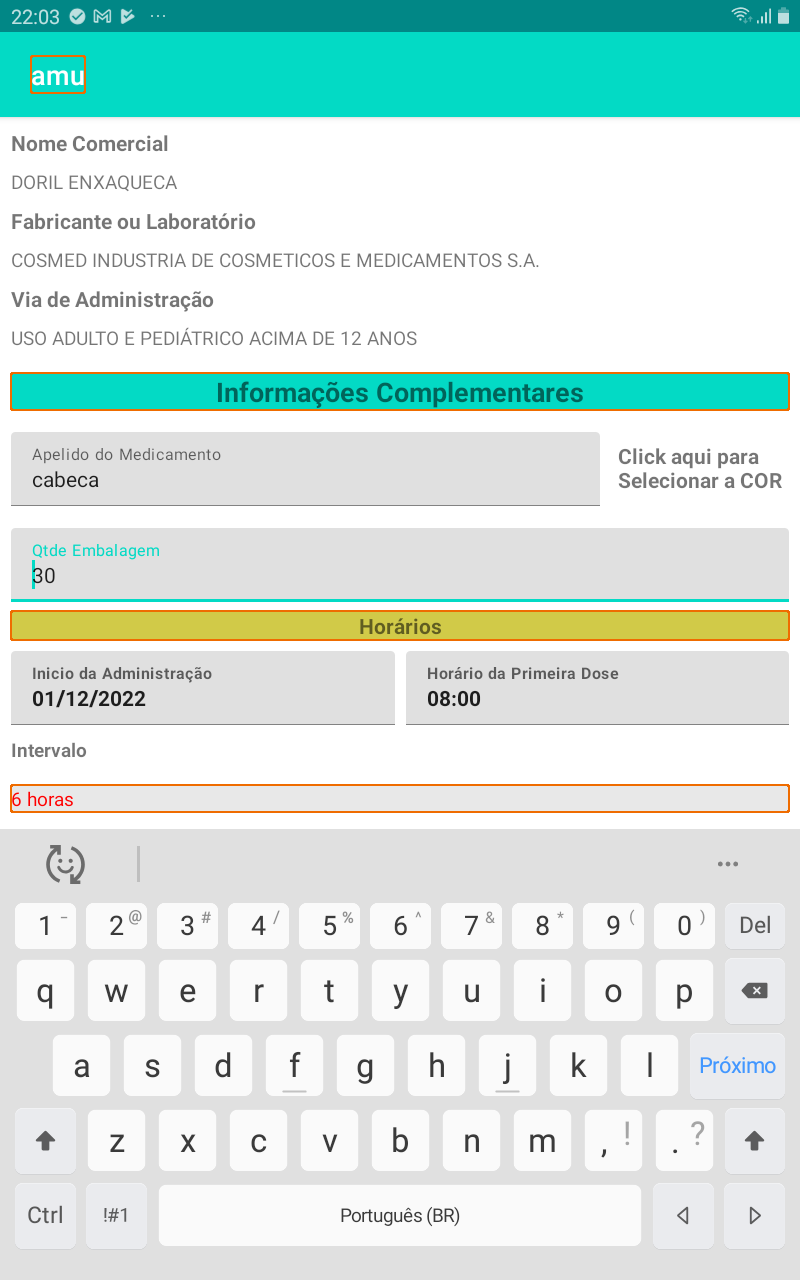 22:03
amu
Nome Comercial
DORIL ENXAQUECA
Fabricante ou Laboratório
COSMED INDUSTRIA DE COSMETICOS E MEDICAMENTOS S.A.
Via de Administração
USO ADULTO E PEDIÁTRICO ACIMA DE 12 ANOS
Informações Complementares
Apelido do Medicamento
cabeca
Click aqui para
Selecionar a COR
Qtde Embalagem
30
Horários
Inicio da Administração
01/12/2022
Horário da Primeira Dose
08:00
Intervalo
6 horas
1 - 2 @ 3 # 4 / 5 % 6 ^ 7 & 8 * 9 ( 0 ) Del
q w e r t y u i o p
a s d f g h j k l Próximo
z x c v b n m , ! . ?
Ctrl !#1 Português (BR)